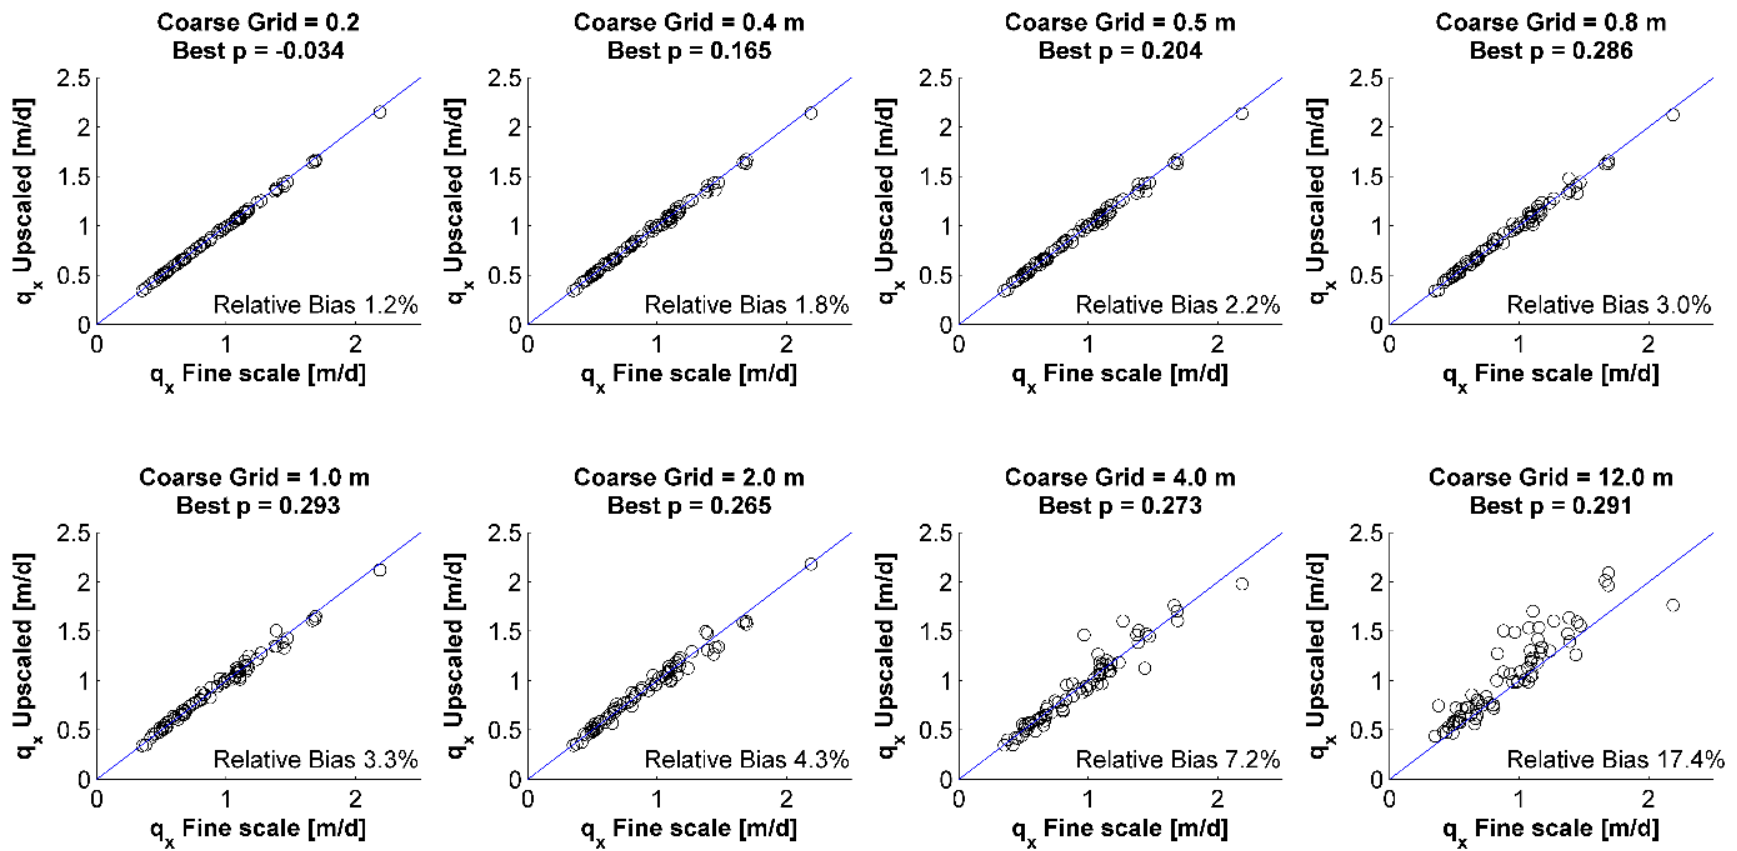 Coarse Grid = 0.2
Best p = -0.034
2.5
2
1.5
1
0.5
0
0
1
2
q_x Upscaled [m/d]
q_x Fine scale [m/d]
Relative Bias 1.2%
Coarse Grid = 0.4 m
Best p = 0.165
2.5
2
1.5
1
0.5
0
0
1
2
q_x Upscaled [m/d]
q_x Fine scale [m/d]
Relative Bias 1.8%
Coarse Grid = 0.5 m
Best p = 0.204
2.5
2
1.5
1
0.5
0
0
1
2
q_x Upscaled [m/d]
q_x Fine scale [m/d]
Relative Bias 2.2%
Coarse Grid = 0.8 m
Best p = 0.286
2.5
2
1.5
1
0.5
0
0
1
2
q_x Upscaled [m/d]
q_x Fine scale [m/d]
Relative Bias 3.0%
Coarse Grid = 1.0 m
Best p = 0.293
2.5
2
1.5
1
0.5
0
0
1
2
q_x Upscaled [m/d]
q_x Fine scale [m/d]
Relative Bias 3.3%
Coarse Grid = 2.0 m
Best p = 0.265
2.5
2
1.5
1
0.5
0
0
1
2
q_x Upscaled [m/d]
q_x Fine scale [m/d]
Relative Bias 4.3%
Coarse Grid = 4.0 m
Best p = 0.273
2.5
2
1.5
1
0.5
0
0
1
2
q_x Upscaled [m/d]
q_x Fine scale [m/d]
Relative Bias 7.2%
Coarse Grid = 12.0 m
Best p = 0.291
2.5
2
1.5
1
0.5
0
0
1
2
q_x Upscaled [m/d]
q_x Fine scale [m/d]
Relative Bias 17.4%